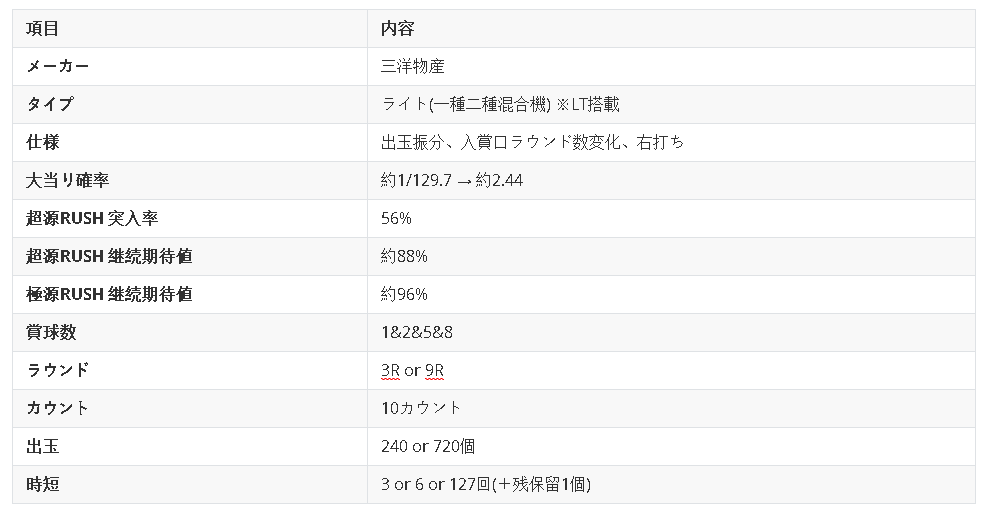 項目 内容
メーカー 三洋物産
タイプ ライト(一種二種混合機) ※LT搭載
仕様 出玉振分、入賞口ラウンド数変化、右打ち
大当り確率 約1/129.7 → 約2.44
超源RUSH 突入率 56%
超源RUSH 継続期待値 約88%
極源RUSH 継続期待値 約96%
賞球数 1&2&5&8
ラウンド 3R or 9R
カウント 10カウント
出玉 240 or 720個
時短 3 or 6 or 127回(＋残保留1個)